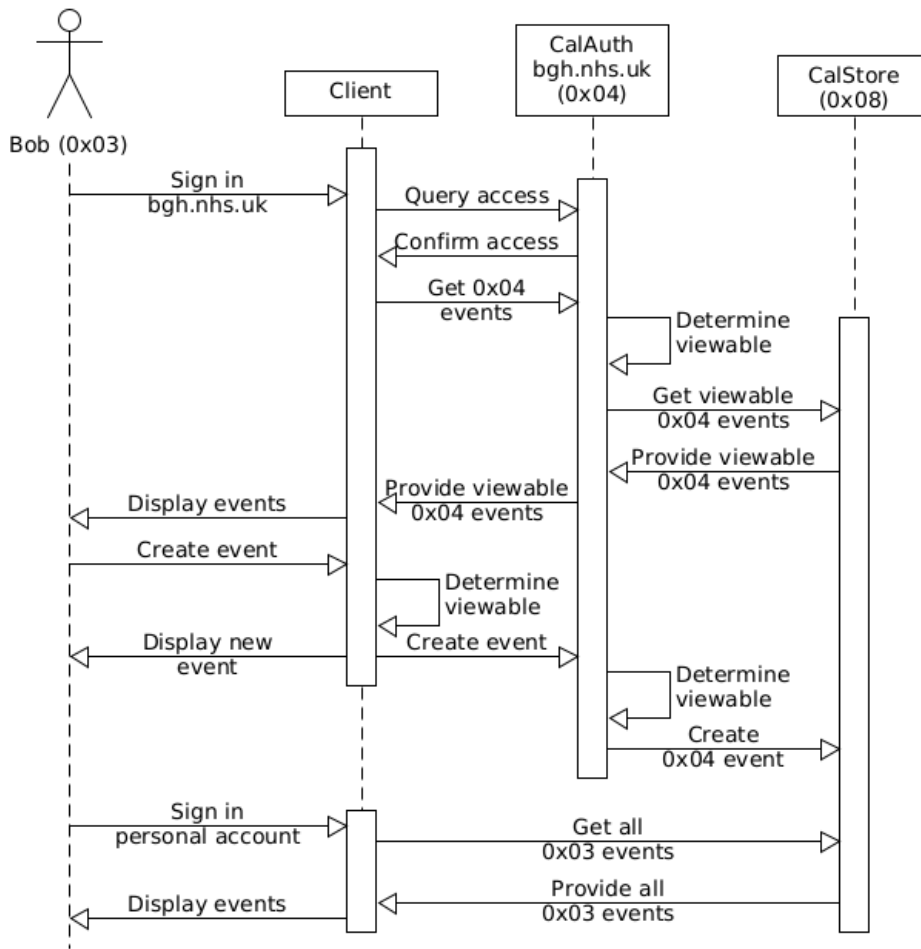 CalAuth
bgh.nhs.uk
(0x04)
Client
CalStore
(0x08)
Bob (0x03)
Sign in
bgh.nhs.uk
Query access
Confirm access
Get 0x04
events
Determine
viewable
Get viewable
0x04 events
Provide viewable
0x04 events
Provide viewable
0x04 events
Display events
Create event
Determine
viewable
Display new
event
Create event
Determine
viewable
Create
0x04 event
Sign in
personal account
Get all
0x03 events
Provide all
0x03 events
Display events